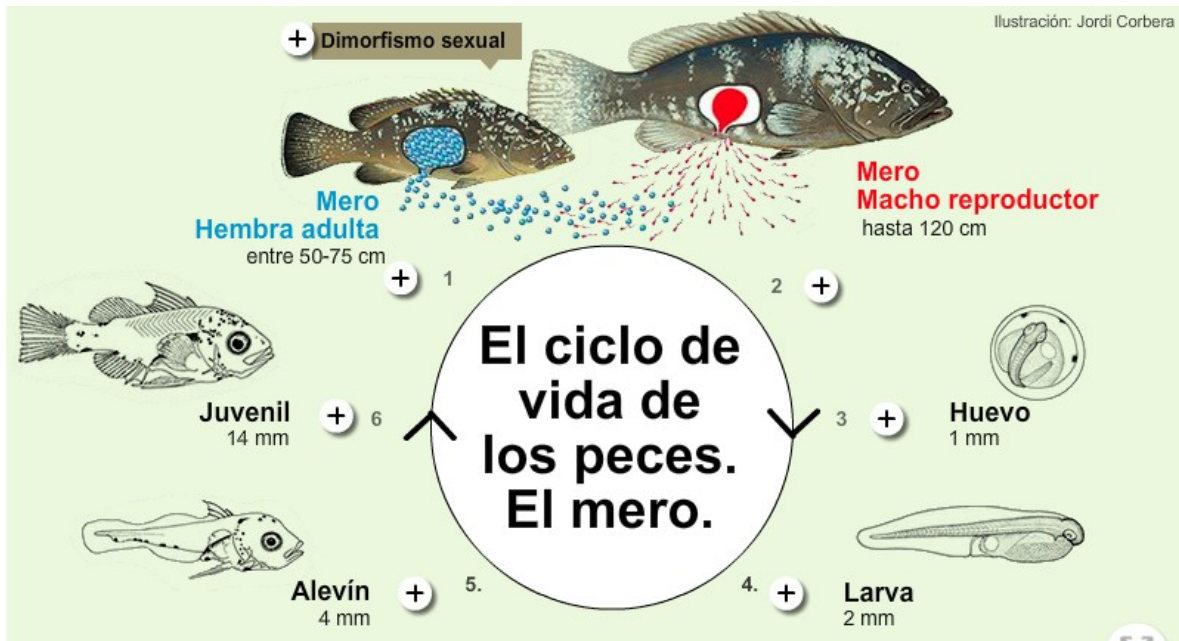 Ilustración: Jordi Corbera
+ Dimorfismo sexual
Mero
Hembra adulta
entre 50-75 cm
+ 1
Mero
Macho reproductor
hasta 120 cm
2 +
El ciclo de
vida de
los peces.
El mero.
3 +
Huevo
1 mm
4. +
Larva
2 mm
5.
+
Alevín
4 mm
6
+
Juvenil
14 mm